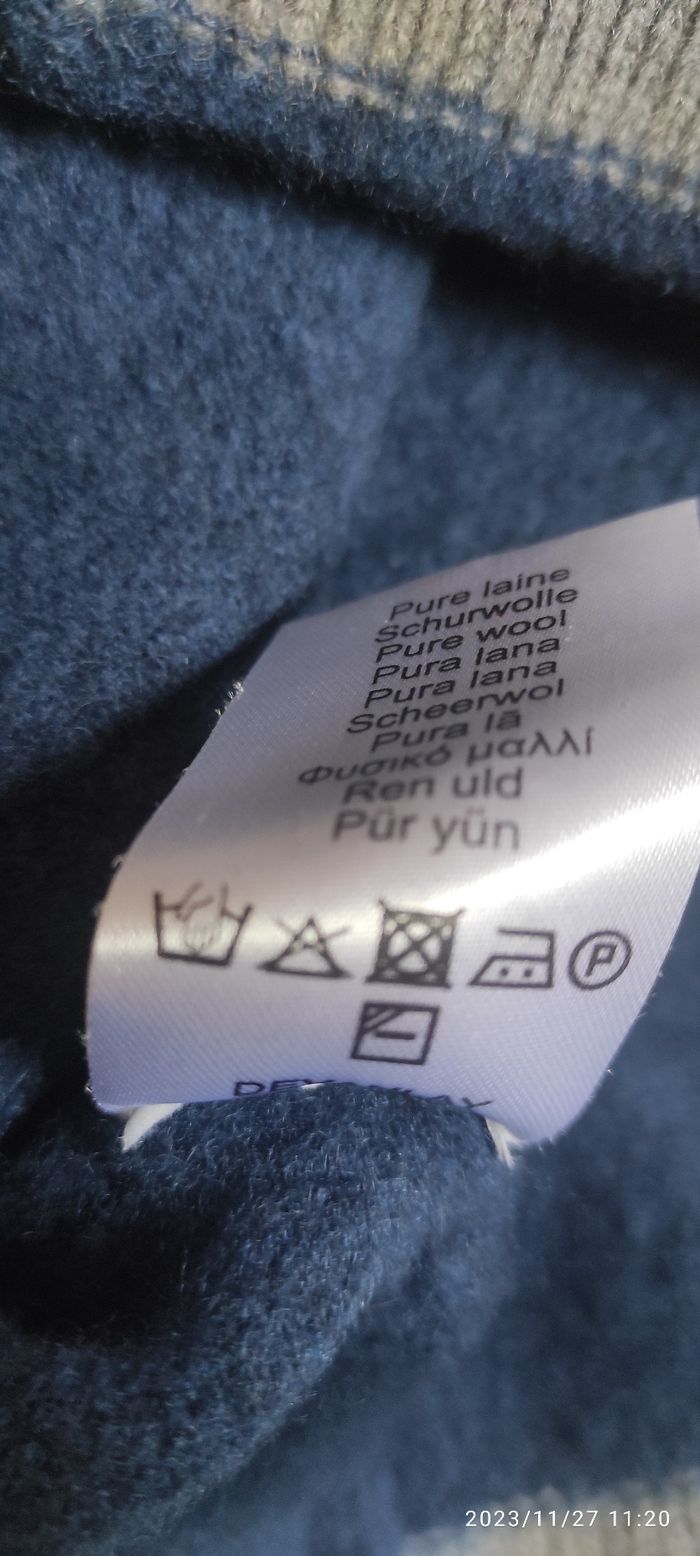 Pure laine
Schurwolle
Pure wool
Pura lana
Pura lana
Scheerwol
Pura lã
Φυσικό μαλλί
Ren uld
Pür yün
P
2023/11/27 11:20